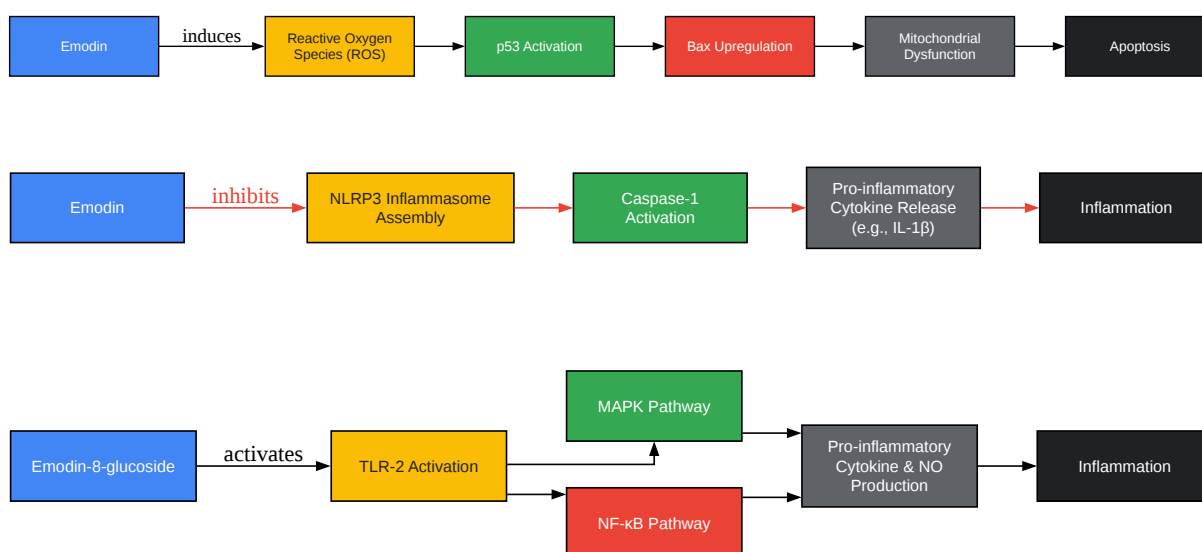 Emodin
induces
Reactive Oxygen
Species (ROS)
p53 Activation
Bax Upregulation
Mitochondrial
Dysfunction
Apoptosis
Emodin
inhibits
NLRP3 Inflammasome
Assembly
Caspase-1
Activation
Pro-inflammatory
Cytokine Release
(e.g., IL-1β)
Inflammation
Emodin-8-glucoside
activates
TLR-2 Activation
MAPK Pathway
NF-κB Pathway
Pro-inflammatory
Cytokine & NO
Production
Inflammation